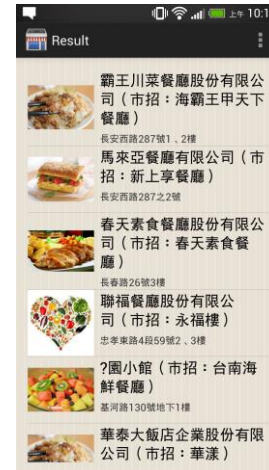 上午 10:1
Result
霸王川菜餐廳股份有限公
司（市招：海霸王甲天下
餐廳）
長安西路287號1、2樓
馬來亞餐廳有限公司（市
招：新上享餐廳）
長安西路287之2號
春天素食餐廳股份有限公
司（市招：春天素食餐
廳）
長春路26號3樓
聯福餐廳股份有限公
司（市招：永福樓）
忠孝東路4段59號2、3樓
?園小館（市招：台南海
鮮餐廳）
基河路130號地下1樓
華泰大飯店企業股份有限
公司（市招：華漾）